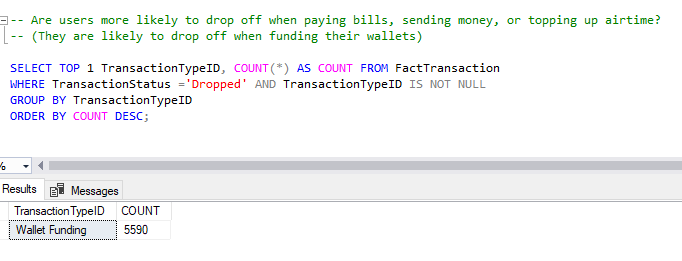 -- Are users more likely to drop off when paying bills, sending money, or topping up airtime?
-- (They are likely to drop off when funding their wallets)
SELECT TOP 1 TransactionTypeID, COUNT(*) AS COUNT FROM FactTransaction
WHERE TransactionStatus ='Dropped' AND TransactionTypeID IS NOT NULL
GROUP BY TransactionTypeID
ORDER BY COUNT DESC;
%
Results Messages
TransactionTypeID COUNT
Wallet Funding 5590